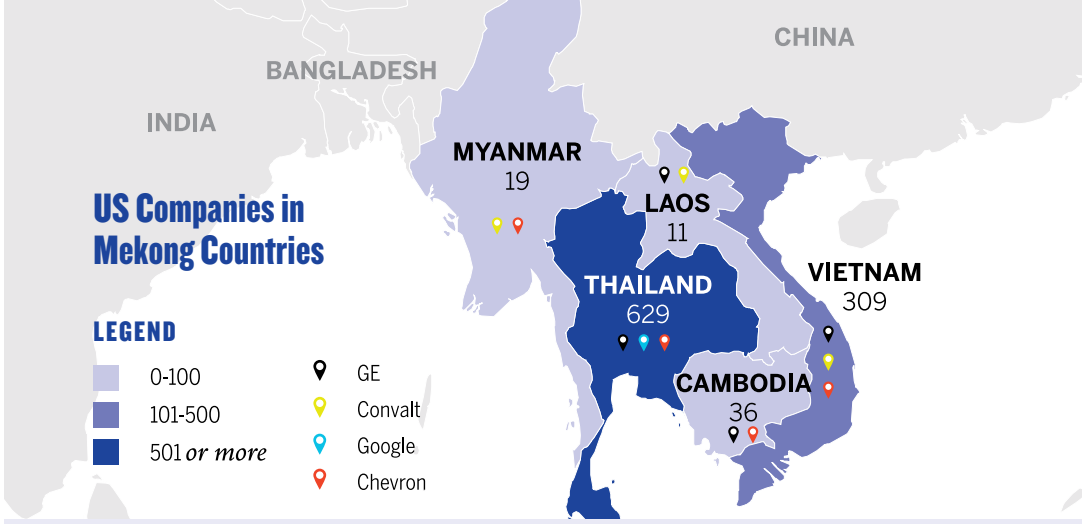 CHINA
BANGLADESH
INDIA
MYANMAR
19
US Companies in
Mekong Countries
LAOS
11
VIETNAM
309
THAILAND
629
LEGEND
0-100
101-500
501 or more
GE
Convalt
Google
Chevron
CAMBODIA
36